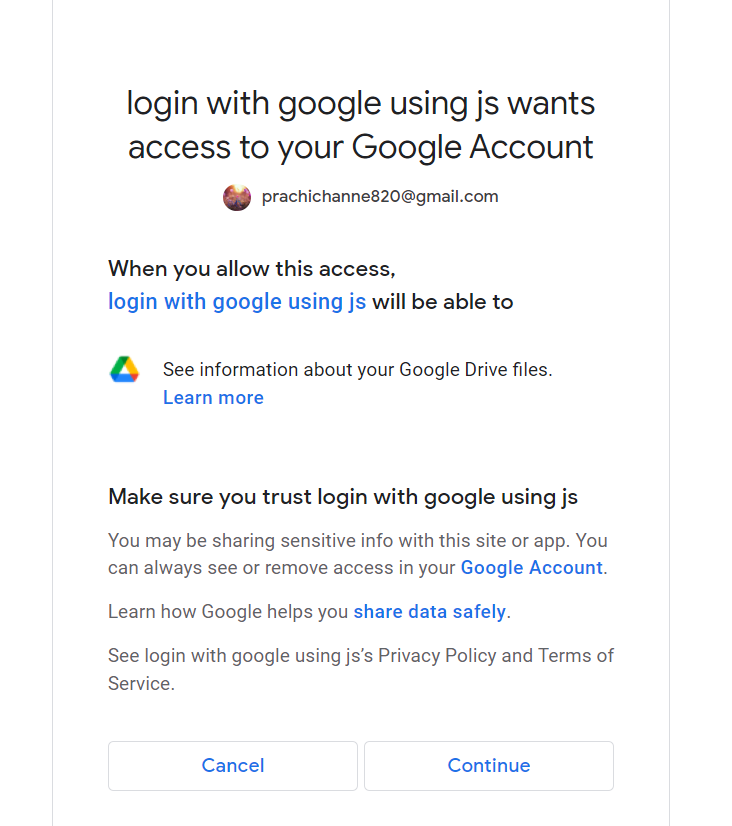 login with google using js wants
access to your Google Account
prachichanne820@gmail.com
When you allow this access,
login with google using js will be able to
See information about your Google Drive files.
Learn more
Make sure you trust login with google using js
You may be sharing sensitive info with this site or app. You
can always see or remove access in your Google Account.
Learn how Google helps you share data safely.
See login with google using js’s Privacy Policy and Terms of
Service.
Cancel
Continue